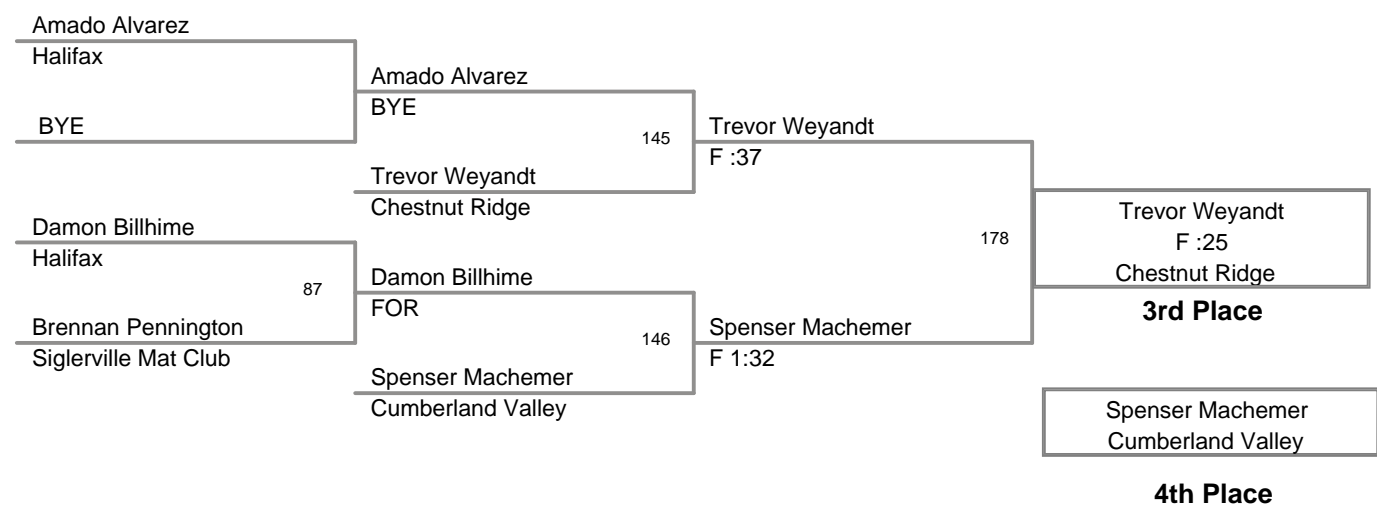 Amado Alvarez
Halifax
BYE
Damon Billhime
Halifax
87
Brennan Pennington
Siglerville Mat Club
Amado Alvarez
BYE
145
Trevor Weyandt
Chestnut Ridge
Damon Billhime
FOR
146
Spenser Machemer
Cumberland Valley
Trevor Weyandt
F :37
178
Spenser Machemer
F 1:32
Trevor Weyandt
F :25
Chestnut Ridge
3rd Place
Spenser Machemer
Cumberland Valley
4th Place